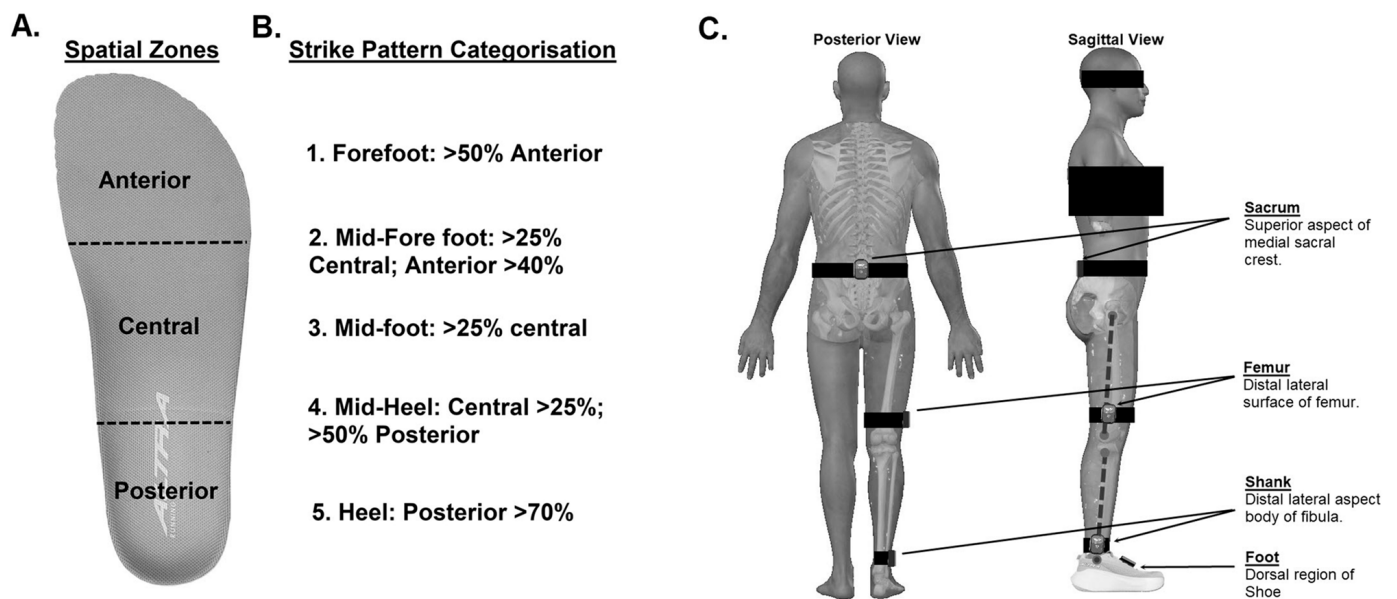 A.
Spatial Zones
Anterior
Central
Posterior
ALTRA
RUNNING
B.
Strike Pattern Categorisation
1. Forefoot: >50% Anterior
2. Mid-Fore foot: >25%
Central; Anterior >40%
3. Mid-foot: >25% central
4. Mid-Heel: Central >25%;
>50% Posterior
5. Heel: Posterior >70%
C.
Posterior View
Sagittal View
Sacrum
Superior aspect of
medial sacral
crest.
Femur
Distal lateral
surface of femur.
Shank
Distal lateral aspect
body of fibula.
Foot
Dorsal region of
Shoe